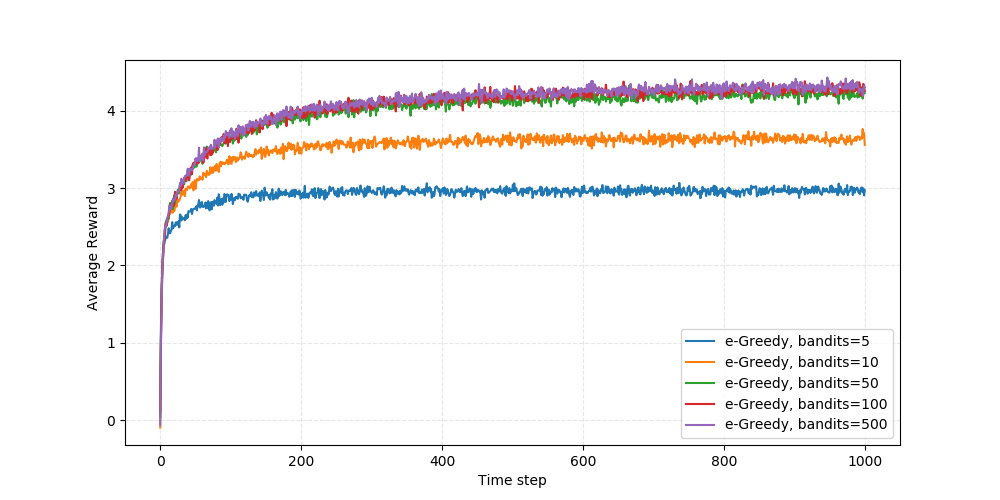 4
3
2
1
0
Average Reward
0 200 400 600 800 1000
Time step
e-Greedy, bandits=5
e-Greedy, bandits=10
e-Greedy, bandits=50
e-Greedy, bandits=100
e-Greedy, bandits=500